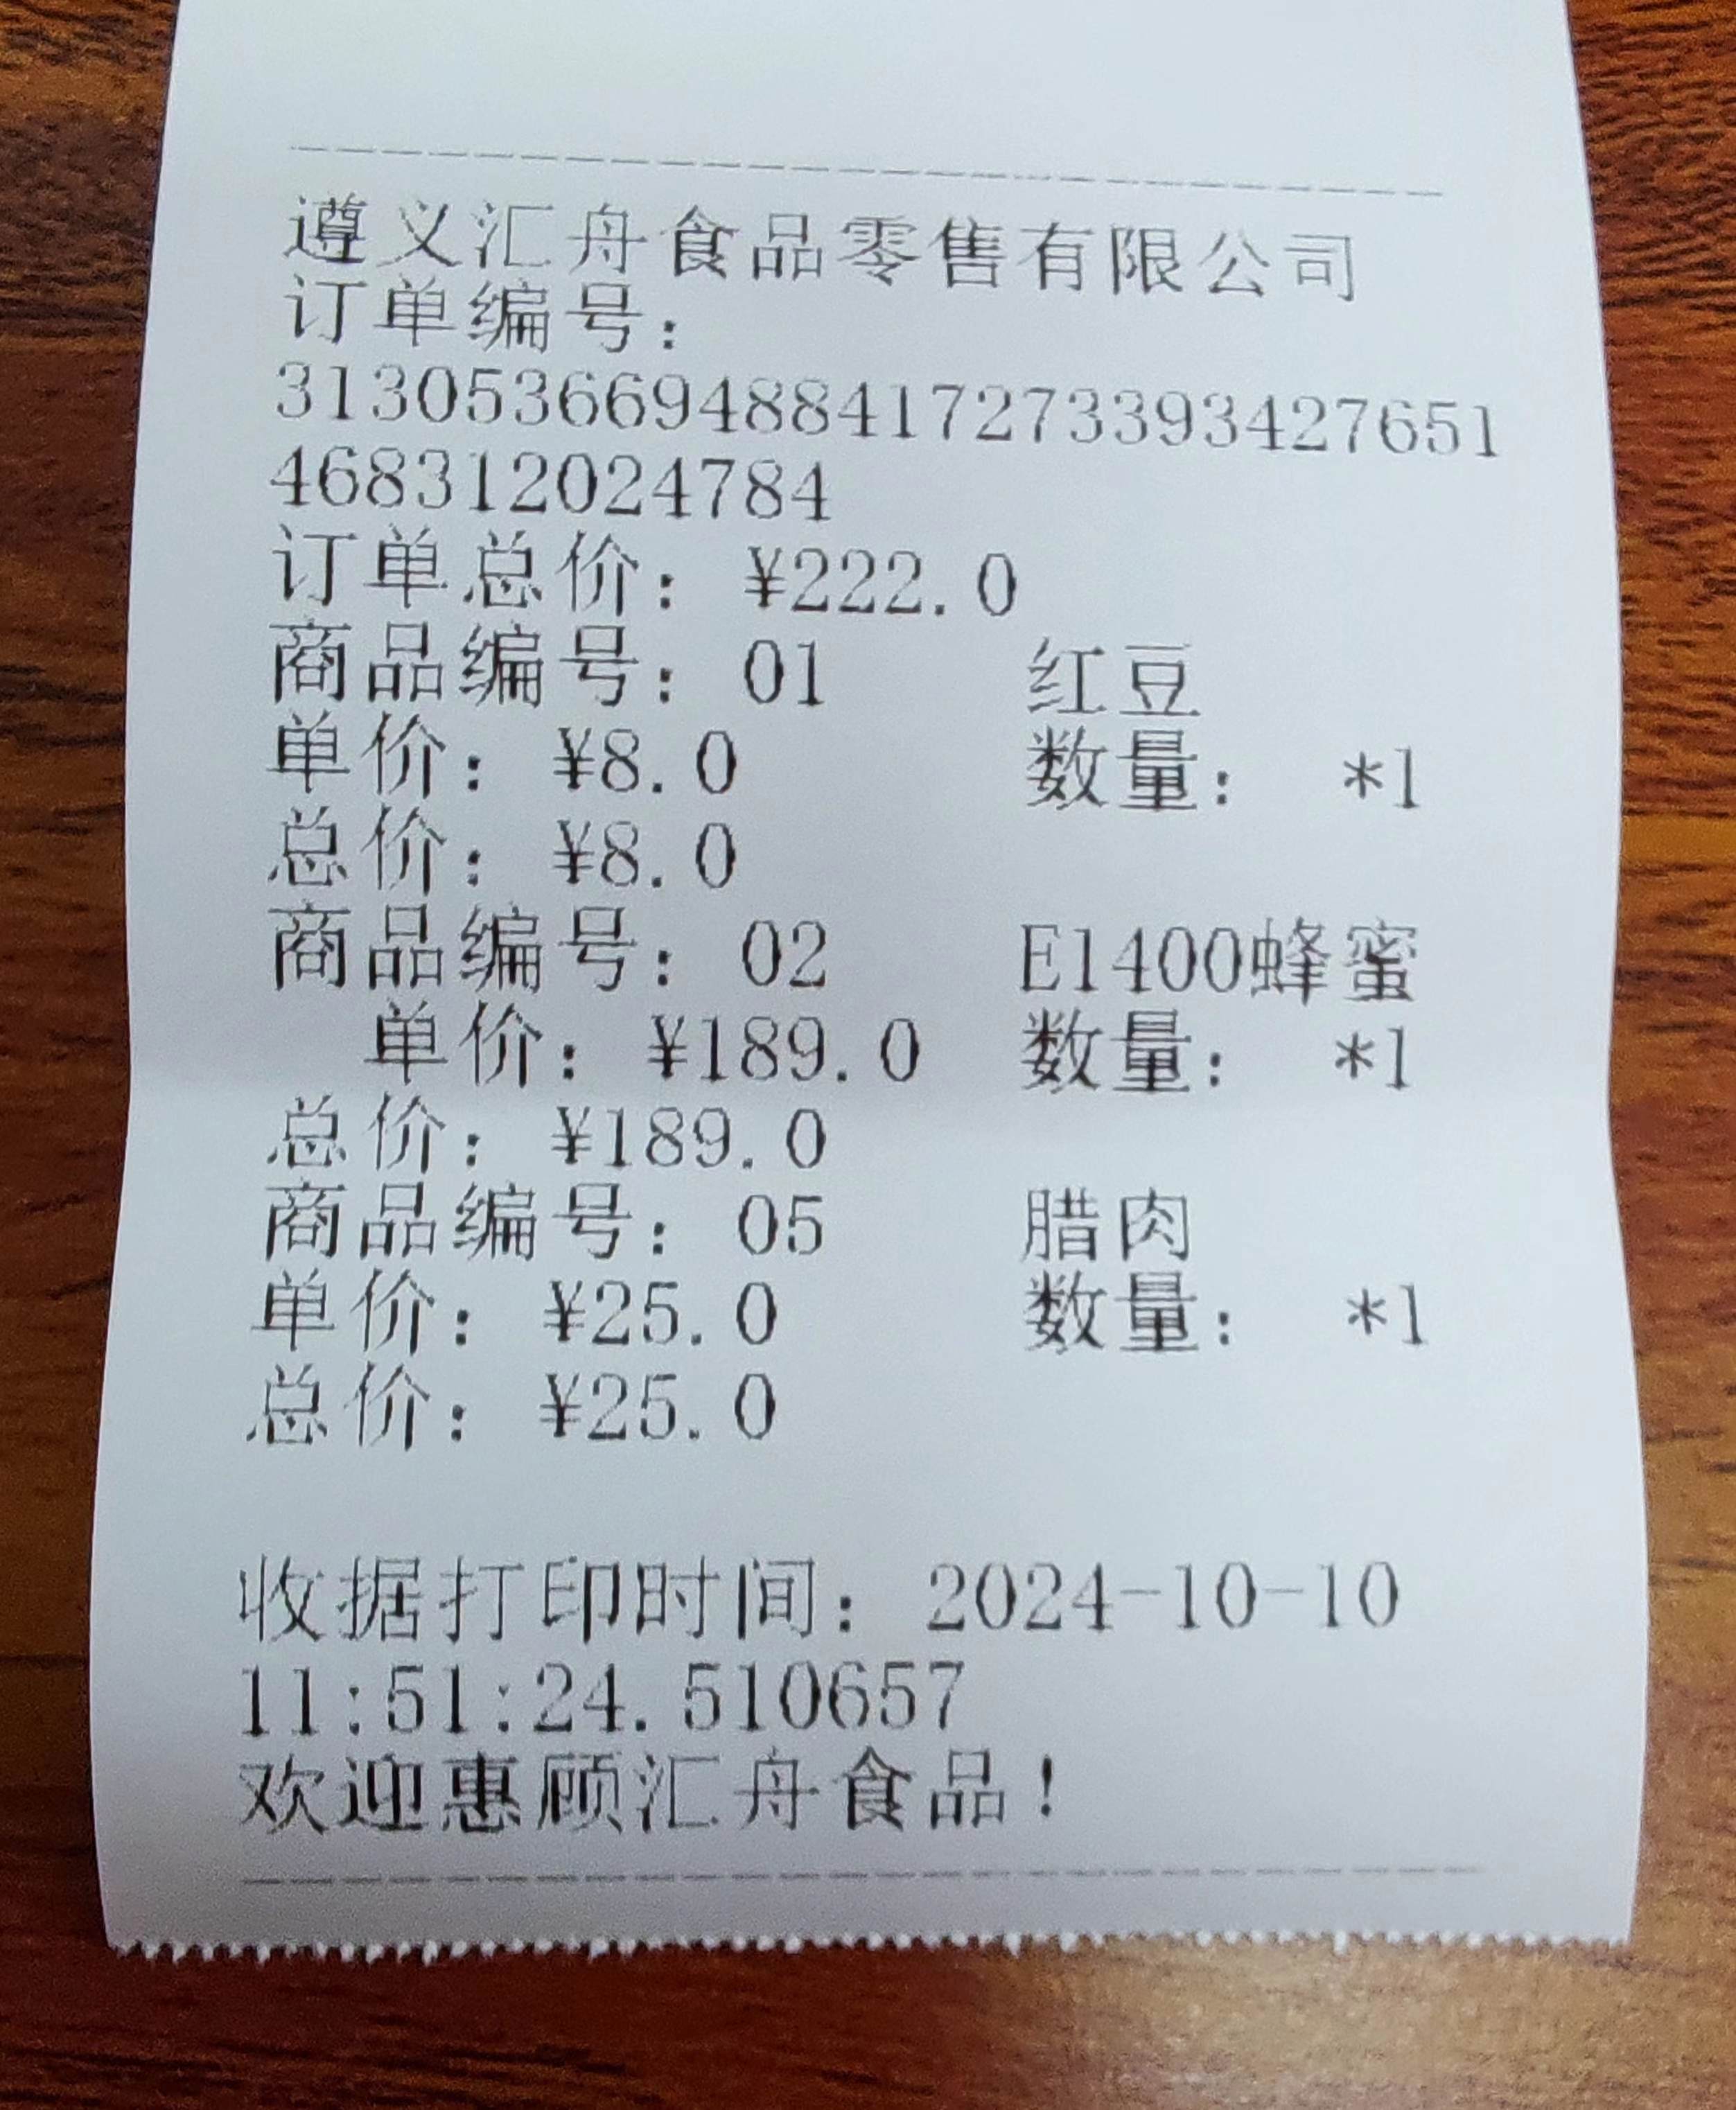 遵义汇舟食品零售有限公司
订单编号：
313053669488417273393427651
468312024784
订单总价：¥222.0
商品编号：01 红豆
单价：¥8.0 数量： *1
总价：¥8.0
商品编号：02 E1400蜂蜜
单价：¥189.0 数量： *1
总价：¥189.0
商品编号：05 腊肉
单价：¥25.0 数量： *1
总价：¥25.0
收据打印时间：2024-10-10
11:51:24.510657
欢迎惠顾汇舟食品！